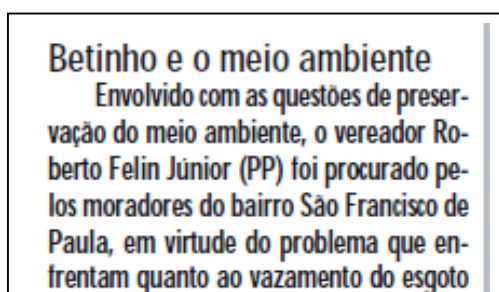 Betinho e o meio ambiente
Envolvido com as questões de preser-
vação do meio ambiente, o vereador Ro-
berto Felin Júnior (PP) foi procurado pe-
los moradores do bairro São Francisco de
Paula, em virtude do problema que en-
frentam quanto ao vazamento do esgoto